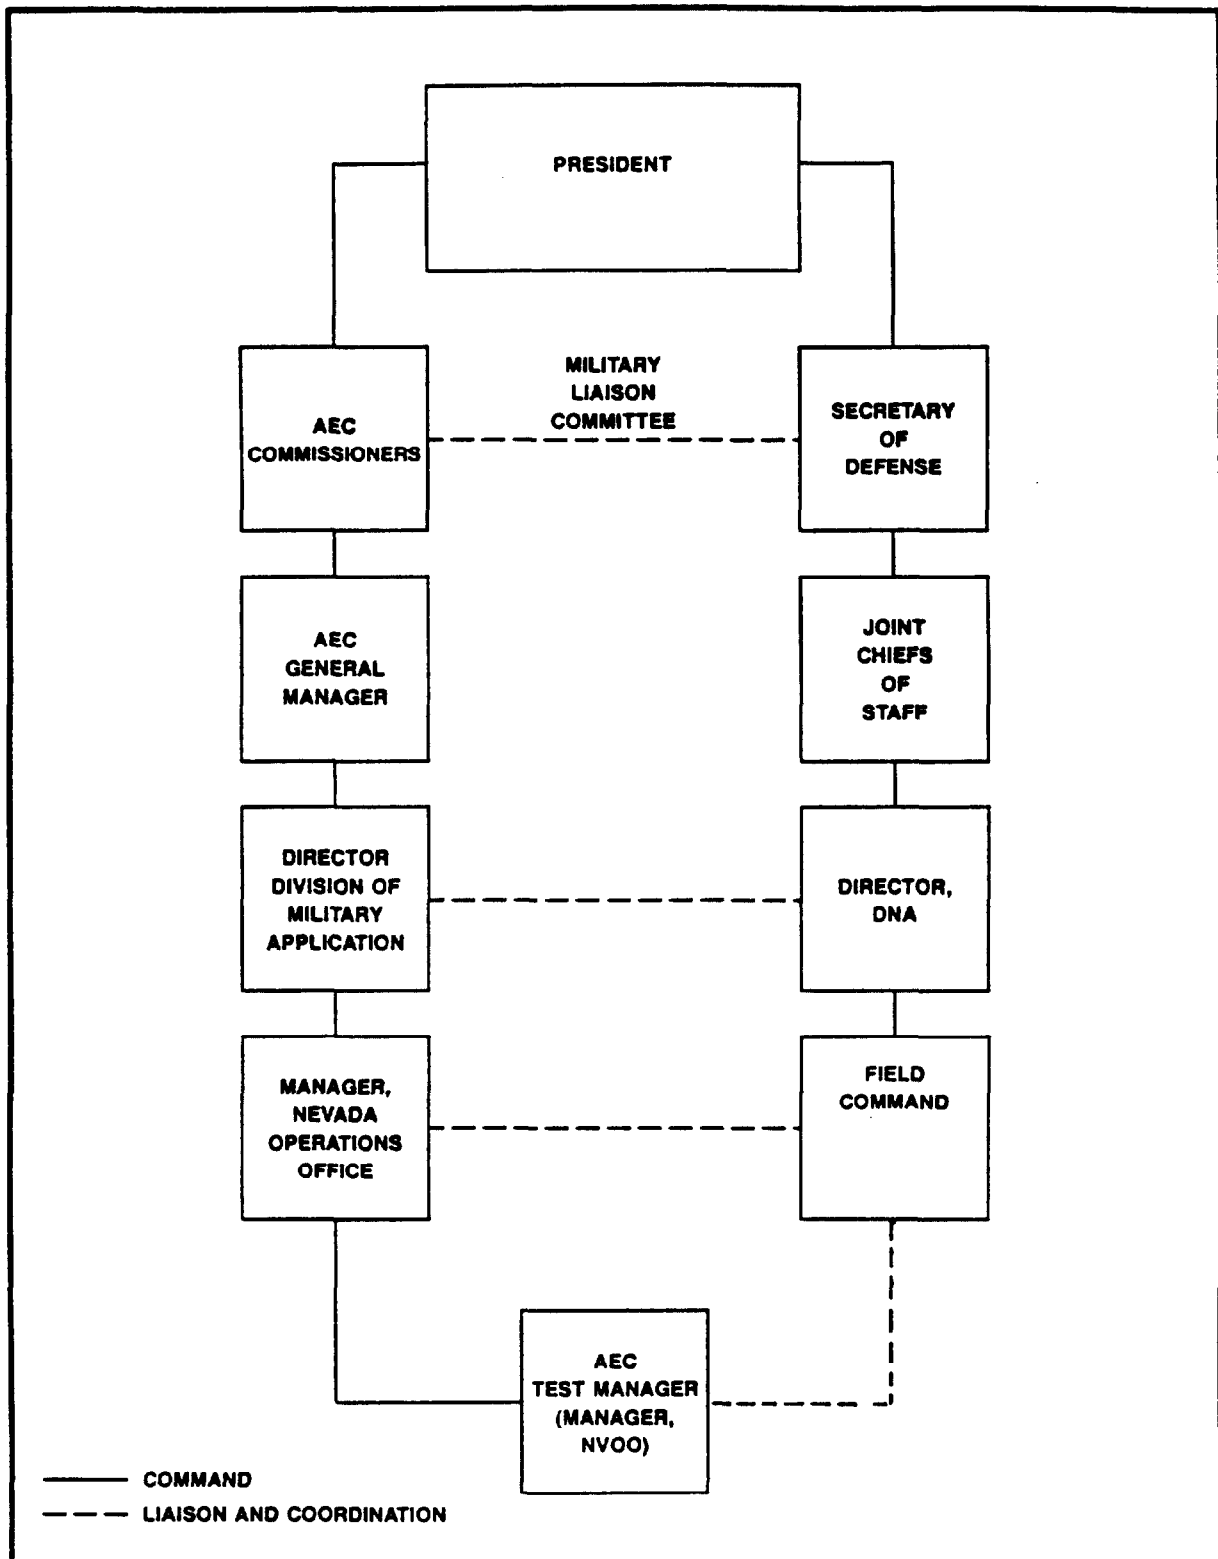 PRESIDENT
MILITARY
LIAISON
COMMITTEE
AEC
COMMISSIONERS
SECRETARY
OF
DEFENSE
AEC
GENERAL
MANAGER
JOINT
CHIEFS
OF
STAFF
DIRECTOR
DIVISION OF
MILITARY
APPLICATION
DIRECTOR,
DNA
MANAGER,
NEVADA
OPERATIONS
OFFICE
FIELD
COMMAND
AEC
TEST MANAGER
(MANAGER,
NVOO)
COMMAND
LIAISON AND COORDINATION